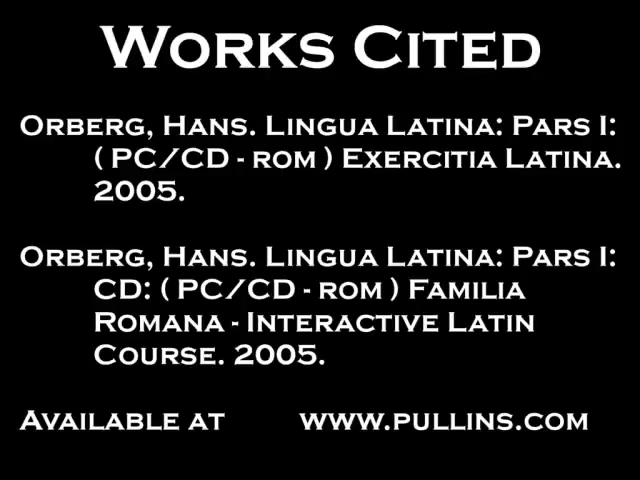 Works Cited
Orberg, Hans. Lingua Latina: Pars I:
( PC/CD - rom ) Exercitia Latina.
2005.
Orberg, Hans. Lingua Latina: Pars I:
CD: ( PC/CD - rom ) Familia
Romana - Interactive Latin
Course. 2005.
Available at www.pullins.com